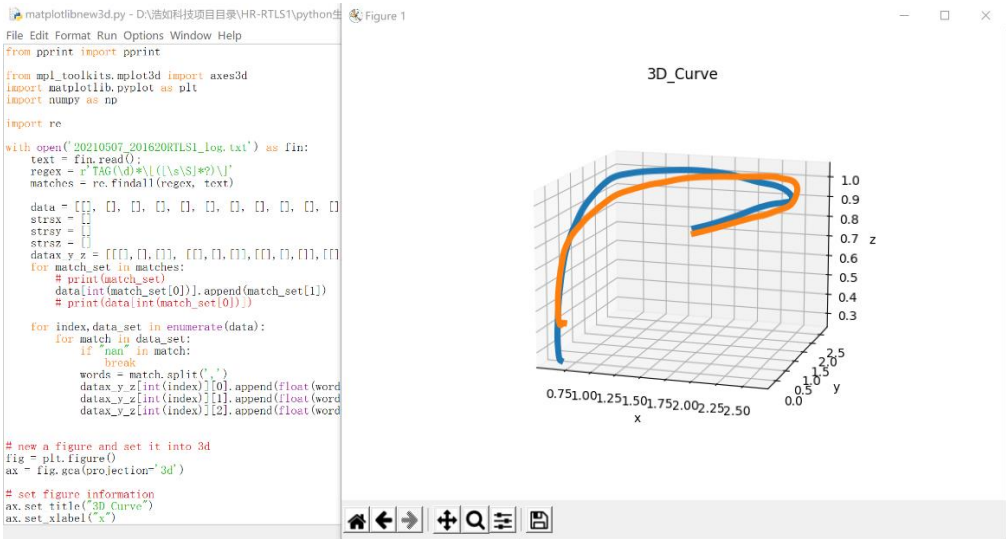 matplotlibnew3d.py - D:\浩如科技项目目录\HR-RTLS1\python生
File Edit Format Run Options Window Help
from pprint import pprint
from mpl_toolkits.mplot3d import axes3d
import matplotlib.pyplot as plt
import numpy as np
import re
with open('20210507_201620RTLS1_log.txt') as fin:
text = fin.read();
regex = r'TAG(\d)*\[([\s\S]*?)\]'
matches = re.findall(regex, text)
data = [[], [], [], [], [], [], [], [], [], [], []
strsx = []
strsy = []
strsz = []
datax_y_z = [[[],[],[]], [[],[],[]],[[],[],[]],[[]
for match_set in matches:
# print(match_set)
data[int(match_set[0])].append(match_set[1])
# print(data[int(match_set[0])])
for index,data_set in enumerate(data):
for match in data_set:
if "nan" in match:
break
words = match.split(',')
datax_y_z[int(index)][0].append(float(word
datax_y_z[int(index)][1].append(float(word
datax_y_z[int(index)][2].append(float(word
# new a figure and set it into 3d
fig = plt.figure()
ax = fig.gca(projection='3d')
# set figure information
ax.set_title("3D_Curve")
ax.set_xlabel("x")
Figure 1
3D_Curve
1.0
0.9
0.8
0.7
z
0.6
0.5
0.4
0.3
2.5
2.0
1.5
1.0
0.5
0.0
y
0.75 1.00 1.25 1.50 1.75 2.00 2.25 2.50
x